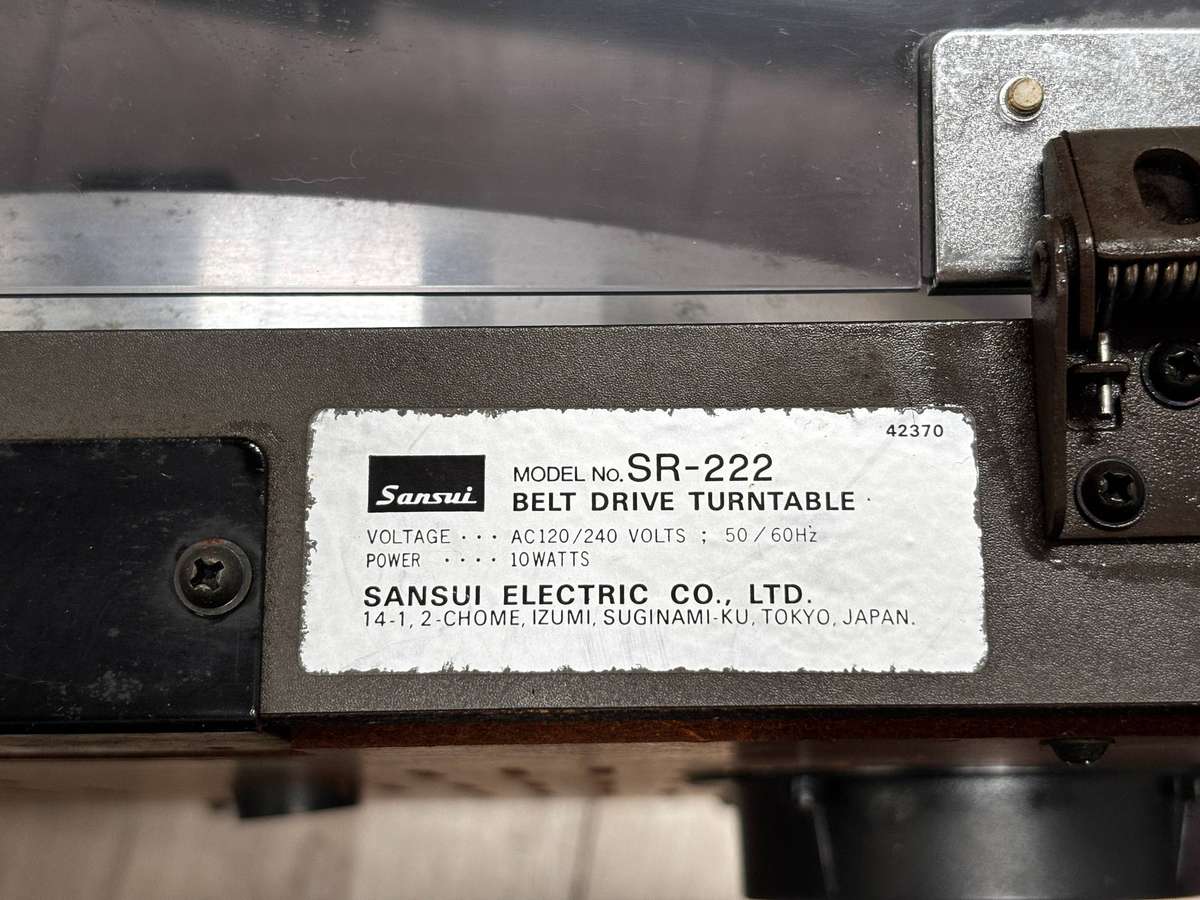 42370
Sansui MODEL No. SR-222
BELT DRIVE TURNTABLE
VOLTAGE ··· AC120/240 VOLTS ; 50/60Hz
POWER ···· 10WATTS
SANSUI ELECTRIC CO., LTD.
14-1, 2-CHOME, IZUMI, SUGINAMI-KU, TOKYO, JAPAN.